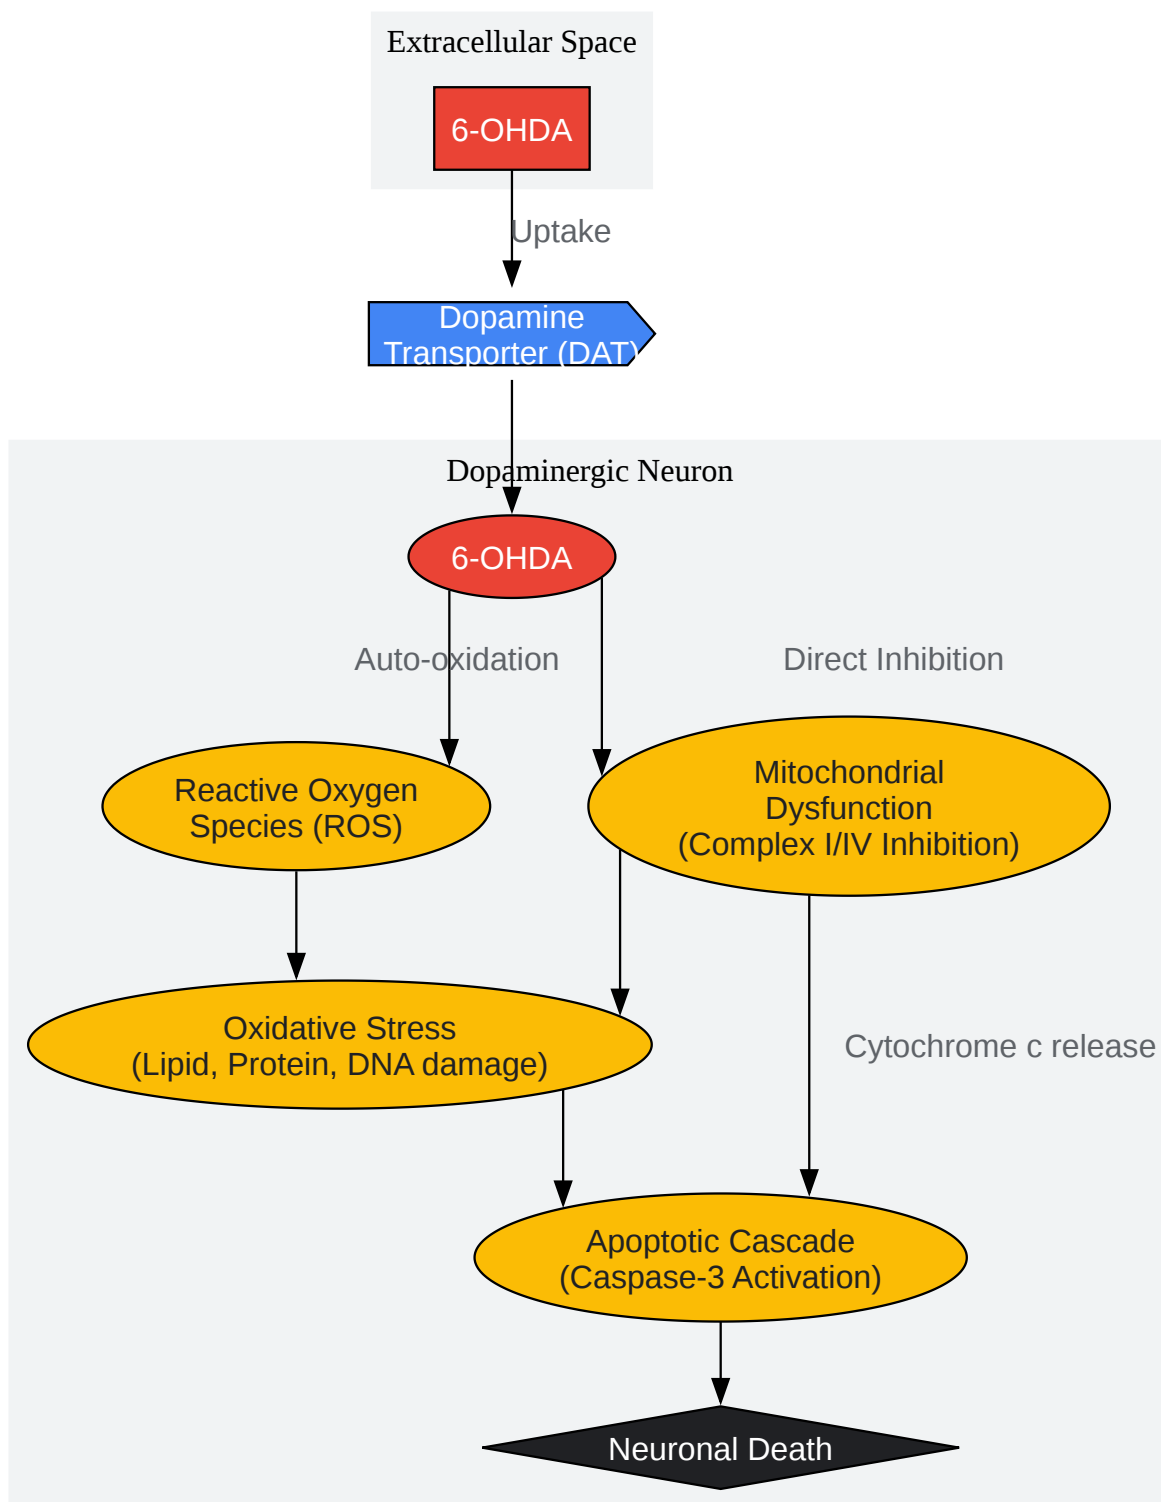 Extracellular Space
6-OHDA
Uptake
Dopamine
Transporter (DAT)
Dopaminergic Neuron
6-OHDA
Auto-oxidation
Direct Inhibition
Reactive Oxygen
Species (ROS)
Mitochondrial
Dysfunction
(Complex I/IV Inhibition)
Oxidative Stress
(Lipid, Protein, DNA damage)
Cytochrome c release
Apoptotic Cascade
(Caspase-3 Activation)
Neuronal Death